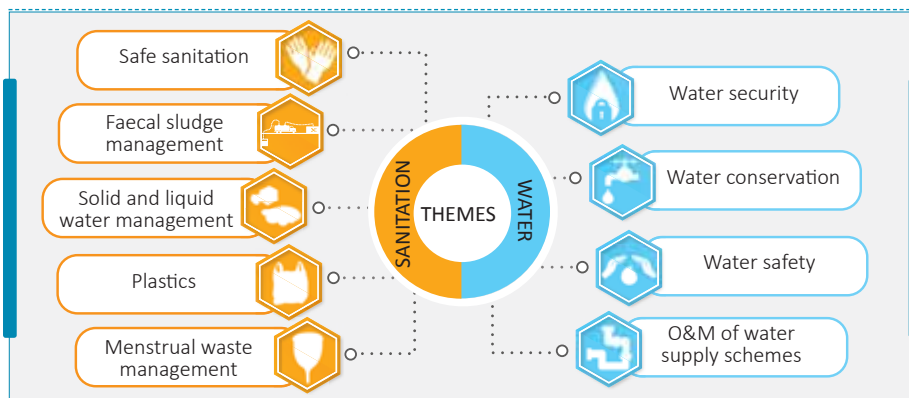 Safe sanitation
Faecal sludge
management
Solid and liquid
water management
Plastics
Menstrual waste
management
SANITATION
THEMES
WATER
Water security
Water conservation
Water safety
O&M of water
supply schemes